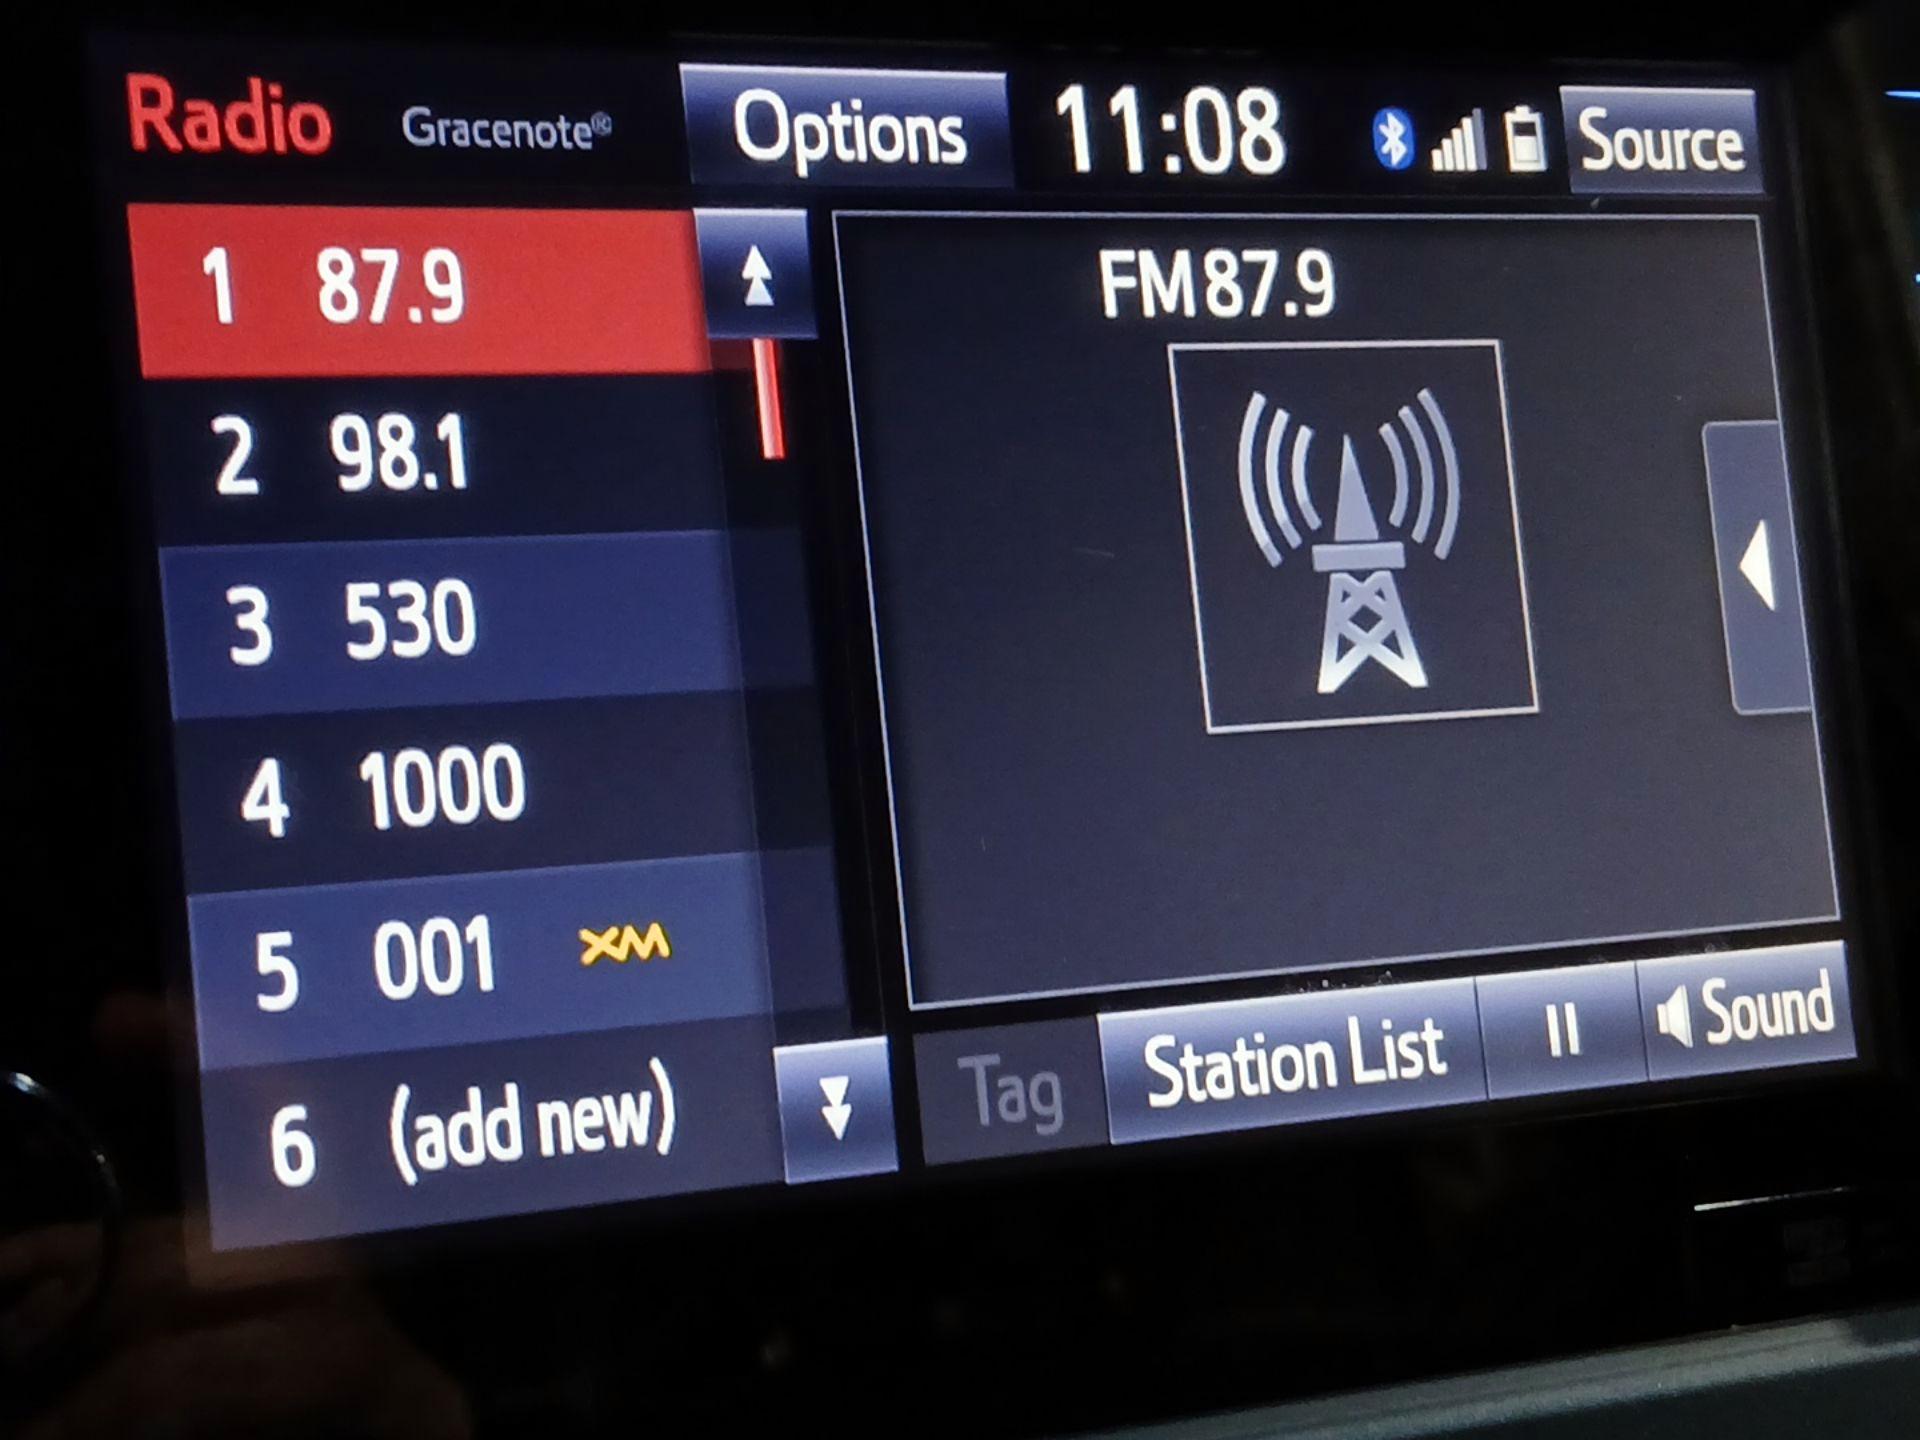 Radio Gracenote® Options 11:08 Source
1 87.9
2 98.1
3 530
4 1000
5 001 XM
6 (add new)
FM 87.9
Tag Station List Sound